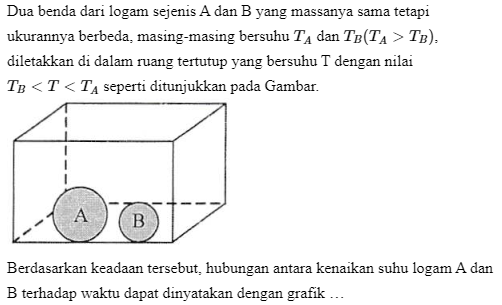 Dua benda dari logam sejenis A dan B yang massanya sama tetapi
ukurannya berbeda, masing-masing bersuhu T_A dan T_B(T_A > T_B),
diletakkan di dalam ruang tertutup yang bersuhu T dengan nilai
T_B < T < T_A seperti ditunjukkan pada Gambar.
A
B
Berdasarkan keadaan tersebut, hubungan antara kenaikan suhu logam A dan
B terhadap waktu dapat dinyatakan dengan grafik …